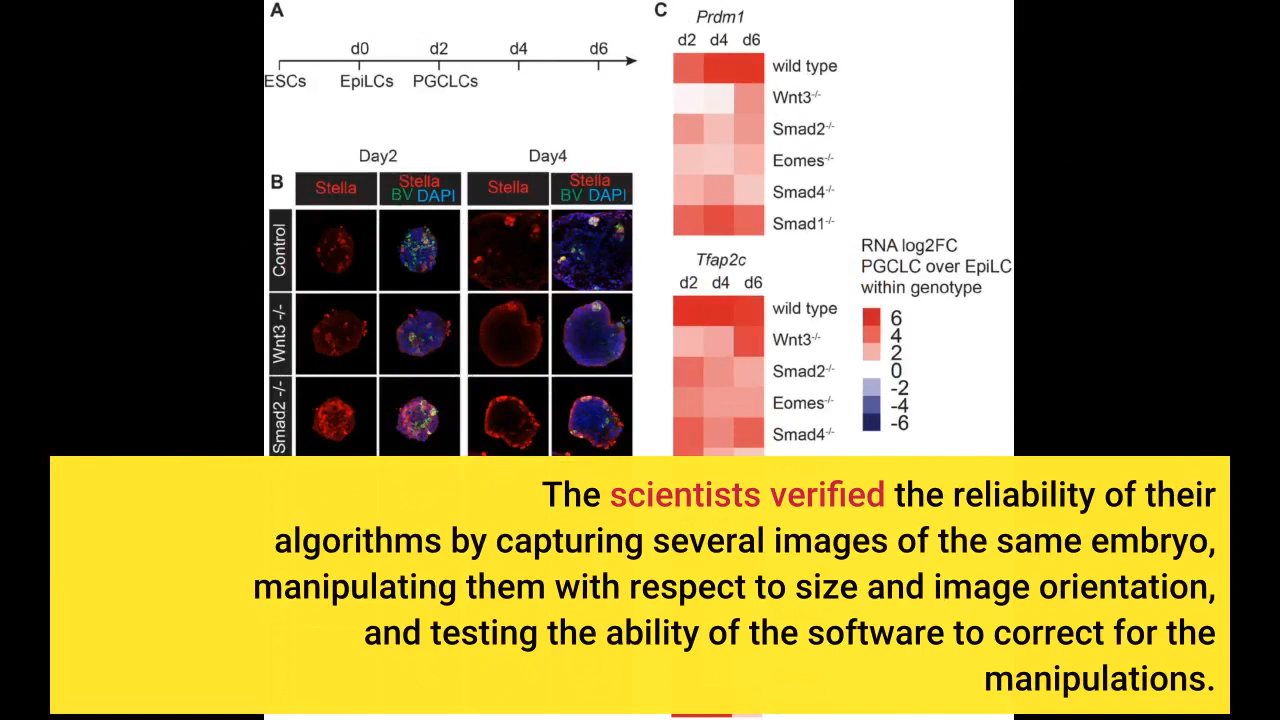 A
d0 d2 d4 d6
ESCs EpiLCs PGCLCs
Day2 Day4
B
Stella Stella BV DAPI Stella Stella BV DAPI
Control
Wnt3 -/-
Smad2 -/-
C
Prdm1
d2 d4 d6
wild type
Wnt3-/-
Smad2-/-
Eomes-/-
Smad4-/-
Smad1-/-
Tfap2c
d2 d4 d6
wild type
Wnt3-/-
Smad2-/-
Eomes-/-
Smad4-/-
RNA log2FC
PGCLC over EpiLC
within genotype
6
4
2
0
-2
-4
-6
The scientists verified the reliability of their
algorithms by capturing several images of the same embryo,
manipulating them with respect to size and image orientation,
and testing the ability of the software to correct for the
manipulations.